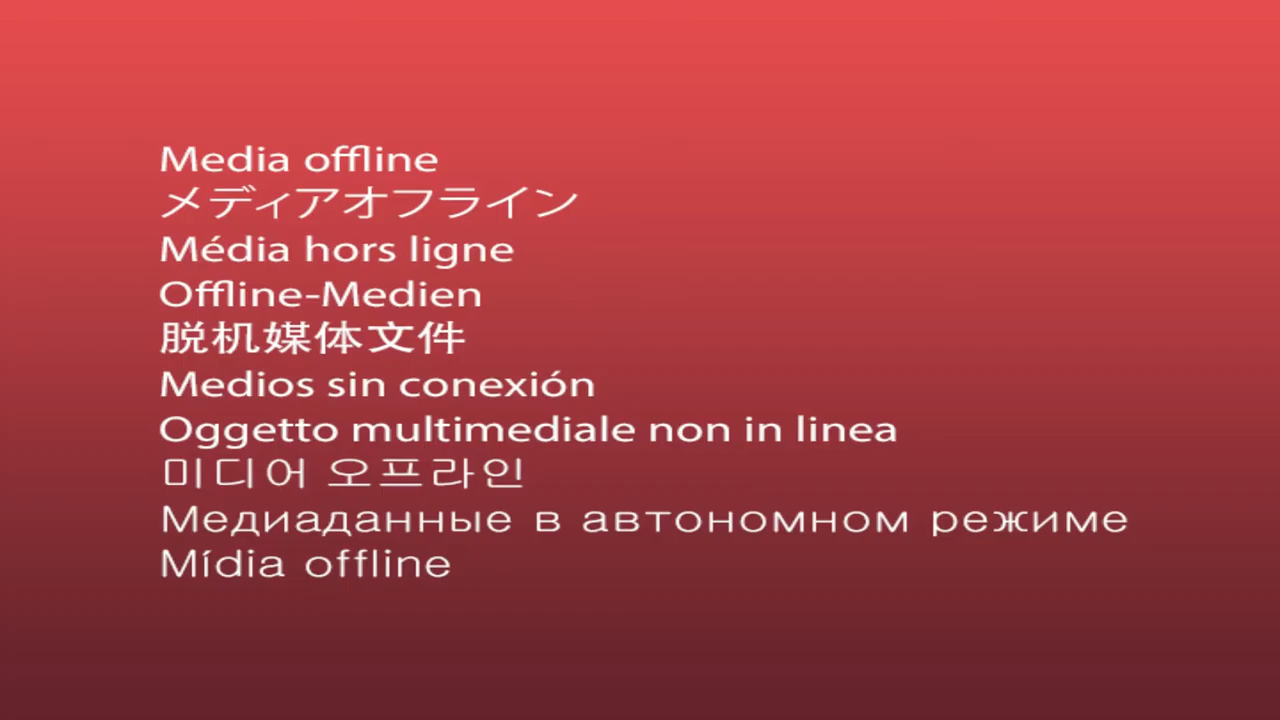 Media offline
メディアオフライン
Média hors ligne
Offline-Medien
脱机媒体文件
Medios sin conexión
Oggetto multimediale non in linea
미디어 오프라인
Медиаданные в автономном режиме
Mídia offline